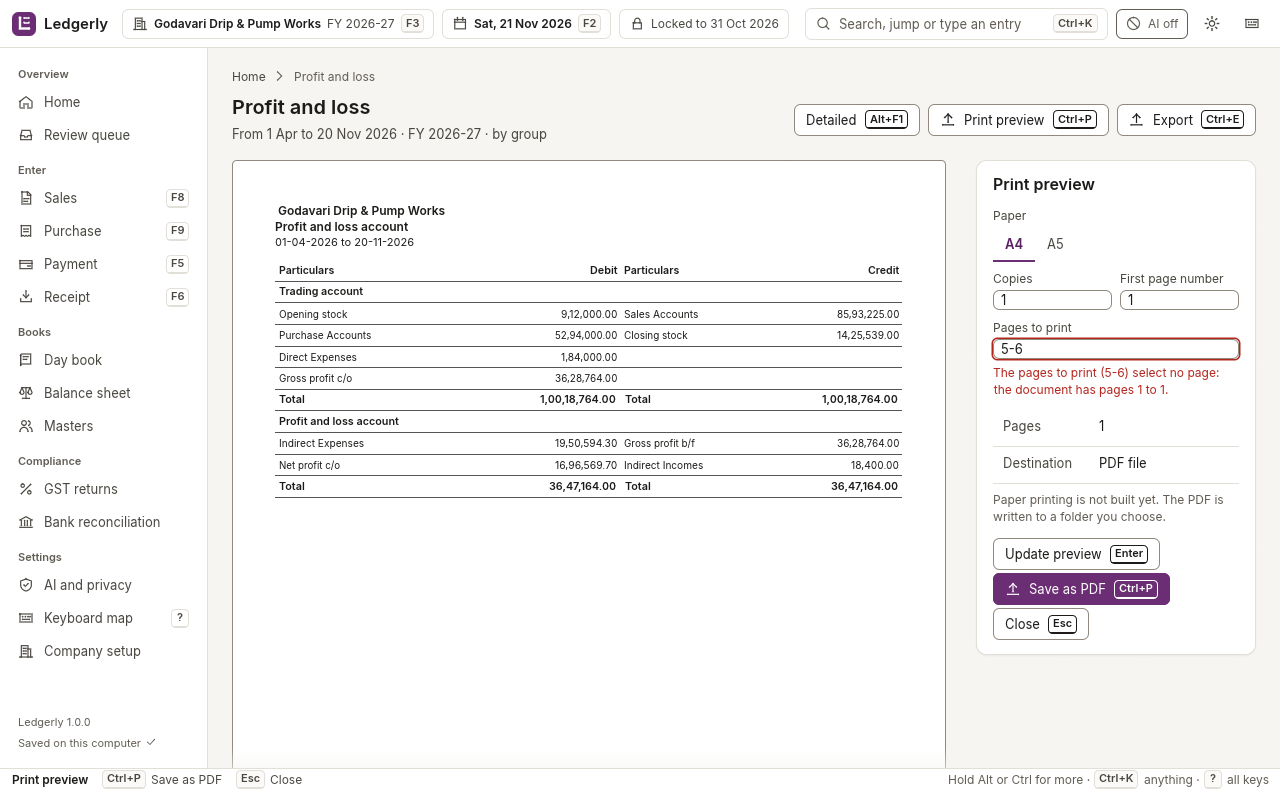 Ledgerly
Godavari Drip & Pump Works FY 2026-27 F3
Sat, 21 Nov 2026 F2
Locked to 31 Oct 2026
Search, jump or type an entry Ctrl+K
AI off
Overview
Home
Review queue
Enter
Sales F8
Purchase F9
Payment F5
Receipt F6
Books
Day book
Balance sheet
Masters
Compliance
GST returns
Bank reconciliation
Settings
AI and privacy
Keyboard map ?
Company setup
Ledgerly 1.0.0
Saved on this computer
Home Profit and loss
Profit and loss
From 1 Apr to 20 Nov 2026 · FY 2026-27 · by group
Detailed Alt+F1
Print preview Ctrl+P
Export Ctrl+E
Godavari Drip & Pump Works
Profit and loss account
01-04-2026 to 20-11-2026
Particulars Debit Particulars Credit
Trading account
Opening stock 9,12,000.00 Sales Accounts 85,93,225.00
Purchase Accounts 52,94,000.00 Closing stock 14,25,539.00
Direct Expenses 1,84,000.00
Gross profit c/o 36,28,764.00
Total 1,00,18,764.00 Total 1,00,18,764.00
Profit and loss account
Indirect Expenses 19,50,594.30 Gross profit b/f 36,28,764.00
Net profit c/o 16,96,569.70 Indirect Incomes 18,400.00
Total 36,47,164.00 Total 36,47,164.00
Print preview
Paper
A4 A5
Copies First page number
1 1
Pages to print
5-6
The pages to print (5-6) select no page:
the document has pages 1 to 1.
Pages 1
Destination PDF file
Paper printing is not built yet. The PDF is
written to a folder you choose.
Update preview Enter
Save as PDF Ctrl+P
Close Esc
Print preview Ctrl+P Save as PDF Esc Close
Hold Alt or Ctrl for more · Ctrl+K anything · ? all keys